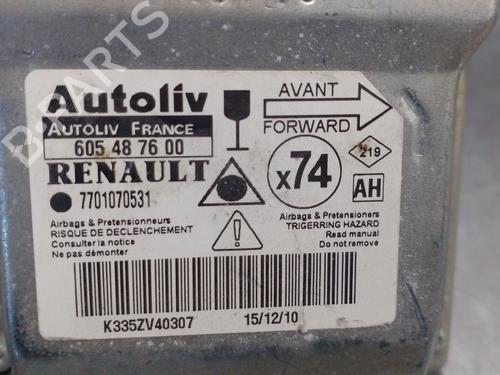 Autoliv
AUTOLIV FRANCE
605 48 76 00
RENAULT
7701070531
AVANT
FORWARD
x74
219
AH
Airbags & Pretensionneurs
RISQUE DE DECLENCHEMENT
Consulter la notice
Ne pas démonter
Airbags & Pretensioners
TRIGERRING HAZARD
Read manual
Do not remove
K335ZV40307
15/12/10
B-PARTS